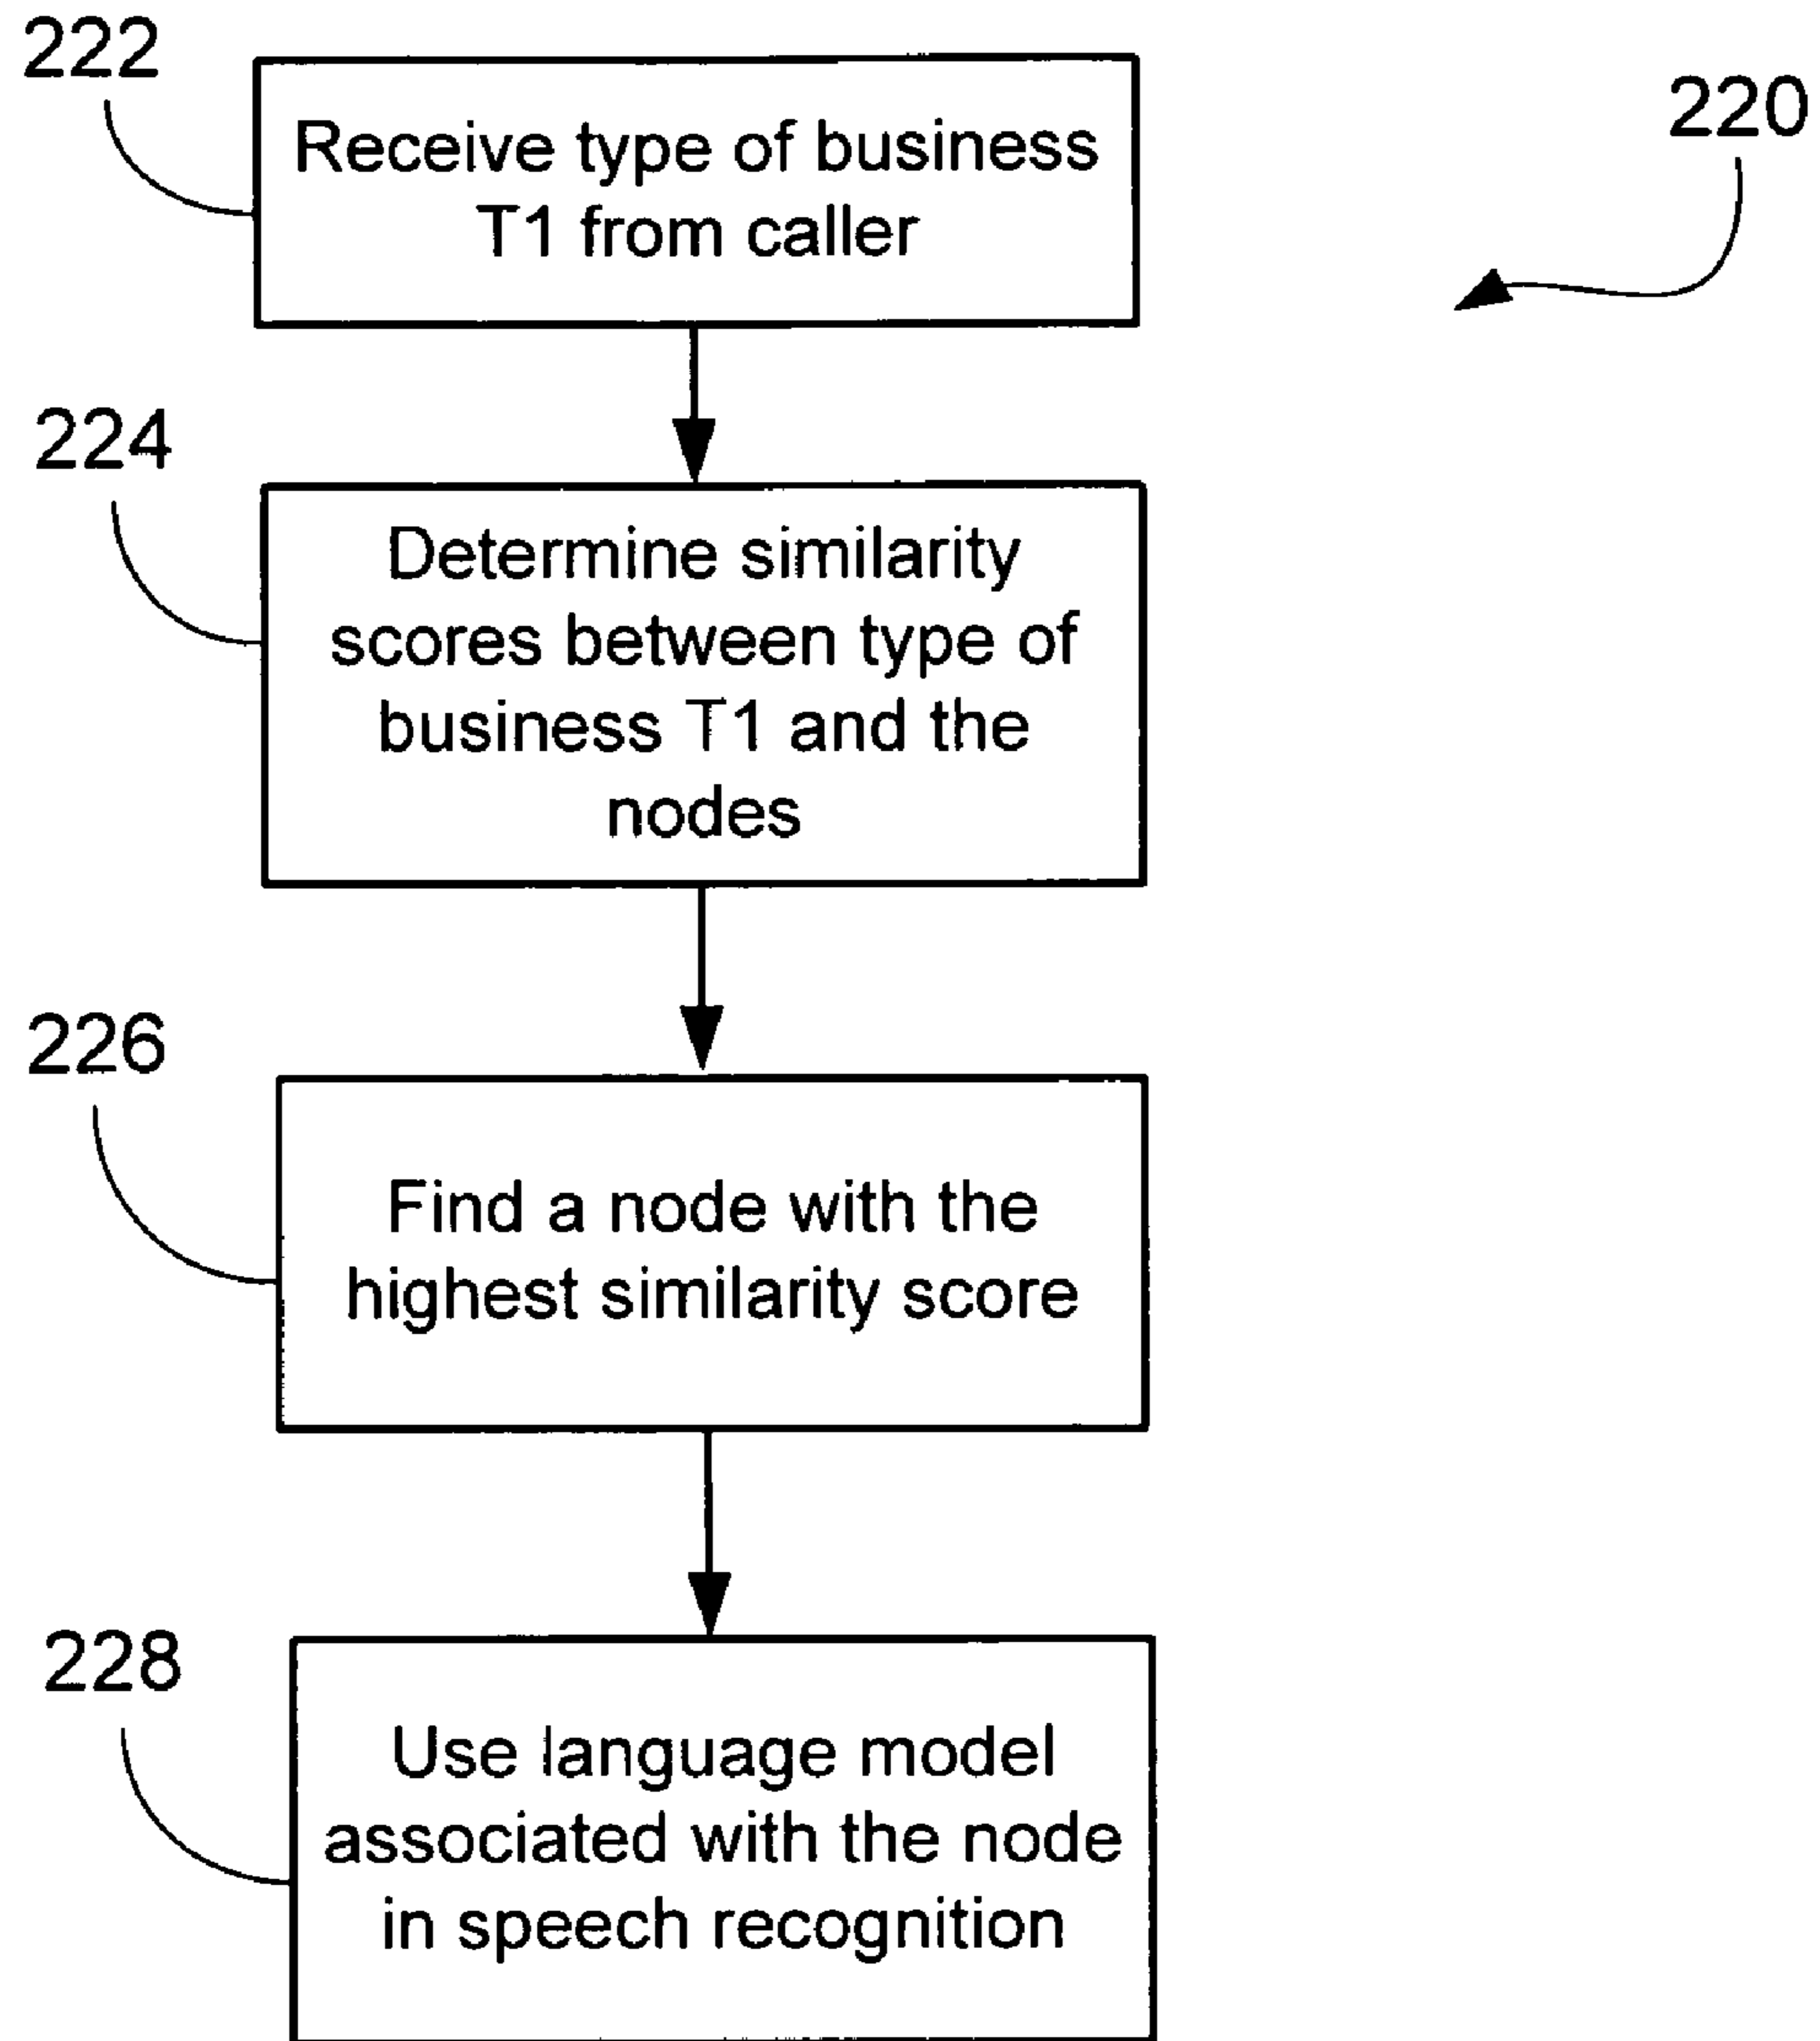 222
220
Receive type of business
T1 from caller
224
Determine similarity
scores between type of
business T1 and the
nodes
226
Find a node with the
highest similarity score
228
Use language model
associated with the node
in speech recognition